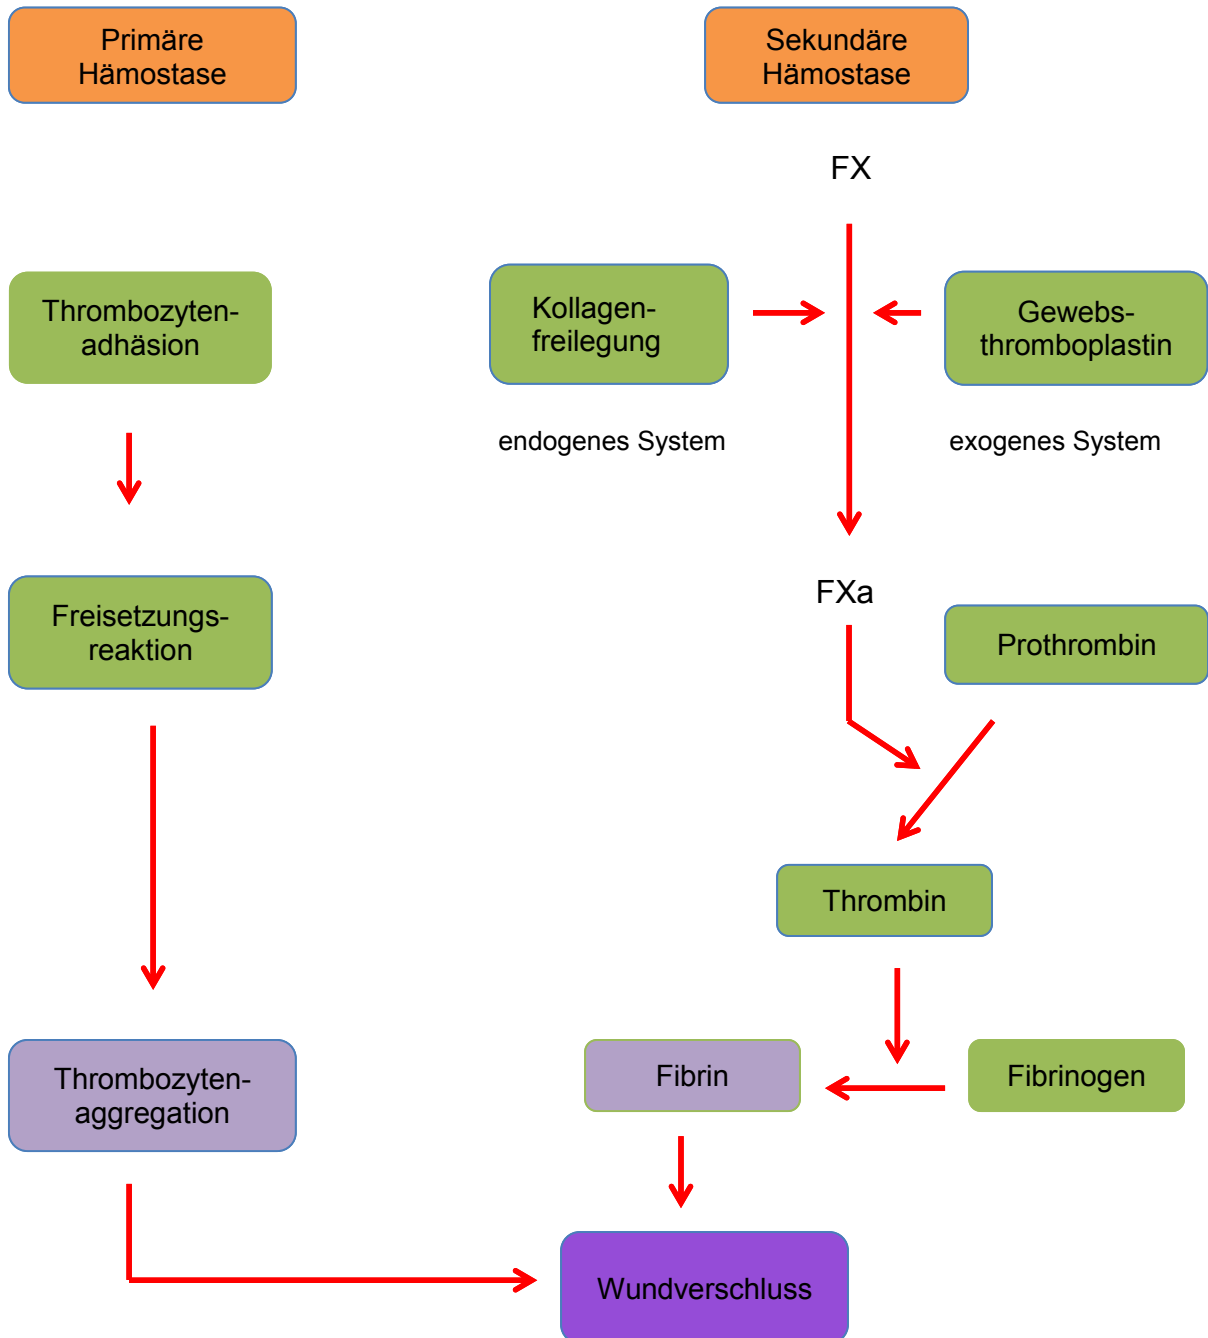 Primäre
Hämostase
Sekundäre
Hämostase
FX
Thrombozyten-
adhäsion
Kollagen-
freilegung
Gewebs-
thromboplastin
endogenes System
exogenes System
Freisetzungs-
reaktion
FXa
Prothrombin
Thrombin
Thrombozyten-
aggregation
Fibrin
Fibrinogen
Wundverschluss